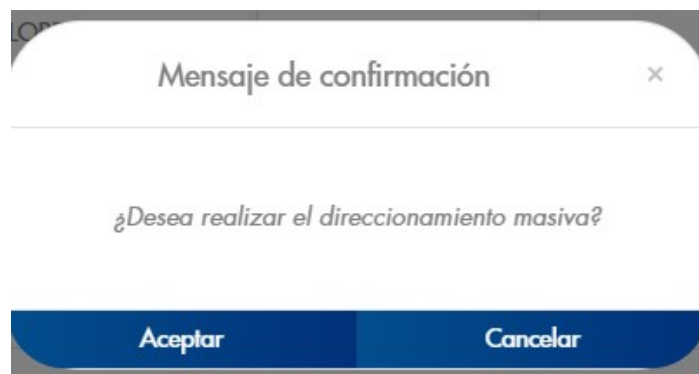 Mensaje de confirmación ×
¿Desea realizar el direccionamiento masiva?
Aceptar Cancelar